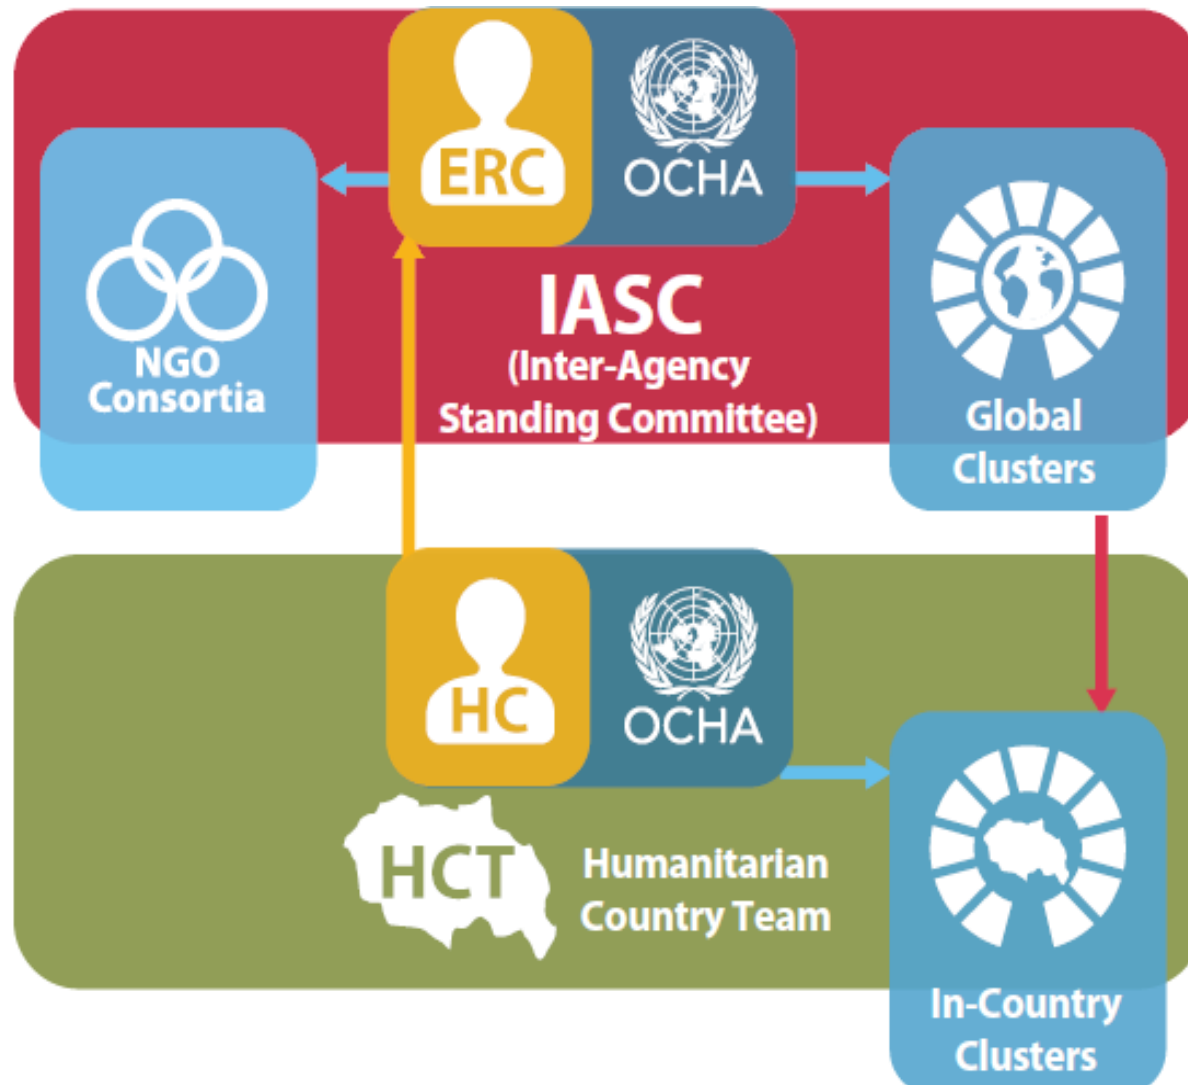 ERC
OCHA
NGO
Consortia
IASC
(Inter-Agency
Standing Committee)
Global
Clusters
HC
OCHA
HCT
Humanitarian
Country Team
In-Country
Clusters